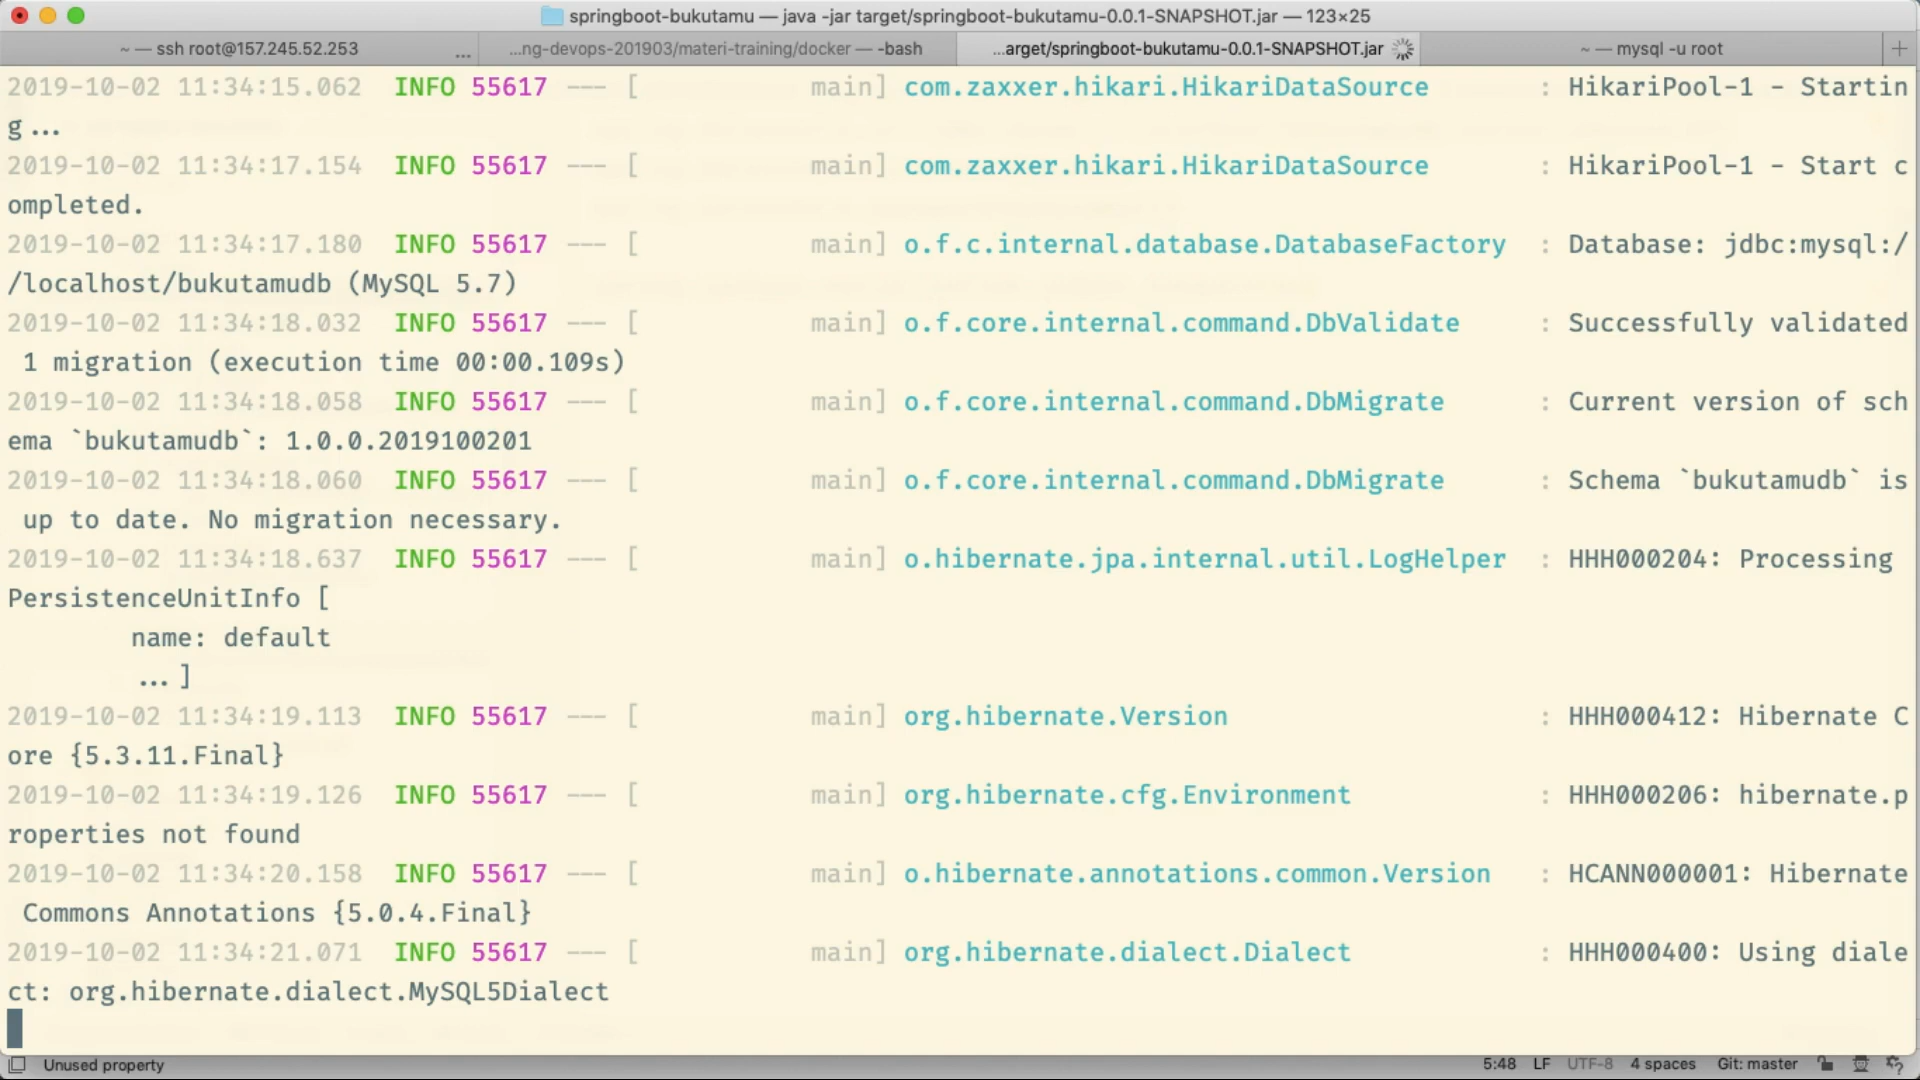 springboot-bukutamu — java -jar target/springboot-bukutamu-0.0.1-SNAPSHOT.jar — 123×25
~ — ssh root@157.245.52.253 ... ...ng-devops-201903/materi-training/docker — -bash ...arget/springboot-bukutamu-0.0.1-SNAPSHOT.jar ~ — mysql -u root +
2019-10-02 11:34:15.062  INFO 55617 --- [           main] com.zaxxer.hikari.HikariDataSource       : HikariPool-1 - Startin
g...
2019-10-02 11:34:17.154  INFO 55617 --- [           main] com.zaxxer.hikari.HikariDataSource       : HikariPool-1 - Start c
ompleted.
2019-10-02 11:34:17.180  INFO 55617 --- [           main] o.f.c.internal.database.DatabaseFactory  : Database: jdbc:mysql:/
/localhost/bukutamudb (MySQL 5.7)
2019-10-02 11:34:18.032  INFO 55617 --- [           main] o.f.core.internal.command.DbValidate     : Successfully validated
 1 migration (execution time 00:00.109s)
2019-10-02 11:34:18.058  INFO 55617 --- [           main] o.f.core.internal.command.DbMigrate      : Current version of sch
ema `bukutamudb`: 1.0.0.2019100201
2019-10-02 11:34:18.060  INFO 55617 --- [           main] o.f.core.internal.command.DbMigrate      : Schema `bukutamudb` is
 up to date. No migration necessary.
2019-10-02 11:34:18.637  INFO 55617 --- [           main] o.hibernate.jpa.internal.util.LogHelper  : HHH000204: Processing
PersistenceUnitInfo [
        name: default
        ...]
2019-10-02 11:34:19.113  INFO 55617 --- [           main] org.hibernate.Version                    : HHH000412: Hibernate C
ore {5.3.11.Final}
2019-10-02 11:34:19.126  INFO 55617 --- [           main] org.hibernate.cfg.Environment            : HHH000206: hibernate.p
roperties not found
2019-10-02 11:34:20.158  INFO 55617 --- [           main] o.hibernate.annotations.common.Version   : HCANN000001: Hibernate
 Commons Annotations {5.0.4.Final}
2019-10-02 11:34:21.071  INFO 55617 --- [           main] org.hibernate.dialect.Dialect            : HHH000400: Using diale
ct: org.hibernate.dialect.MySQL5Dialect
Unused property 5:48 LF UTF-8 4 spaces Git: master